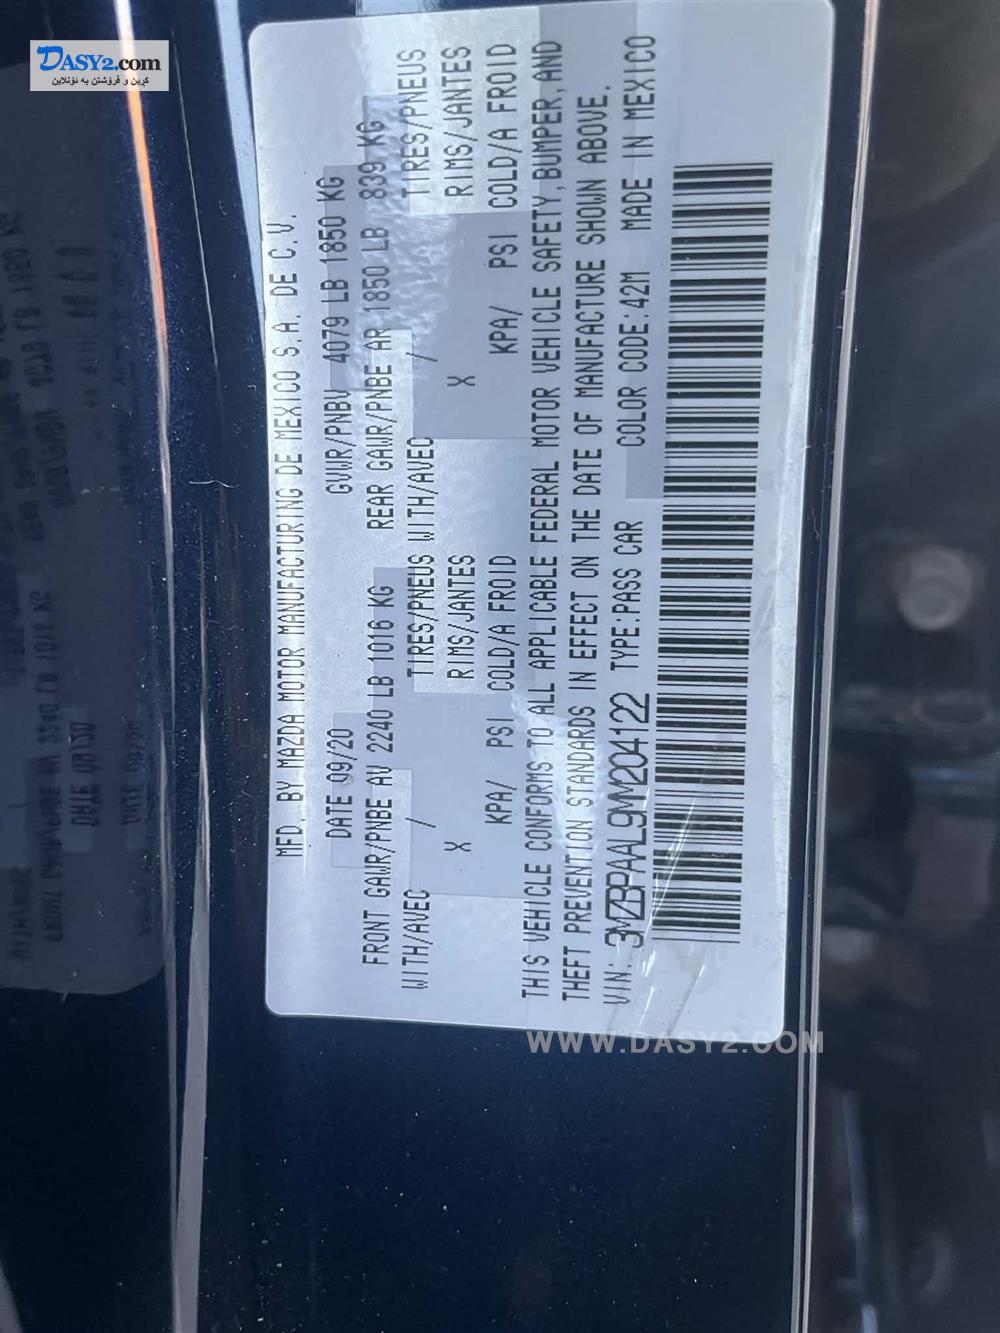 DASY2.com
کڕین و فرۆشتن بە ئۆنلاین
MFD. BY MAZDA MOTOR MANUFACTURING DE MEXICO S.A. DE C.V.
DATE 09/20 GVWR/PNBV 4079 LB 1850 KG
FRONT GAWR/PNBE AV 2240 LB 1016 KG REAR GAWR/PNBE AR 1850 LB 839 KG
WITH/AVEC / TIRES/PNEUS WITH/AVEC / TIRES/PNEUS
X RIMS/JANTES X RIMS/JANTES
KPA/ PSI COLD/A FROID KPA/ PSI COLD/A FROID
THIS VEHICLE CONFORMS TO ALL APPLICABLE FEDERAL MOTOR VEHICLE SAFETY, BUMPER, AND
THEFT PREVENTION STANDARDS IN EFFECT ON THE DATE OF MANUFACTURE SHOWN ABOVE.
VIN: 3MZBPAAL9MM204122 TYPE:PASS CAR COLOR CODE:42M MADE IN MEXICO
WWW.DASY2.COM